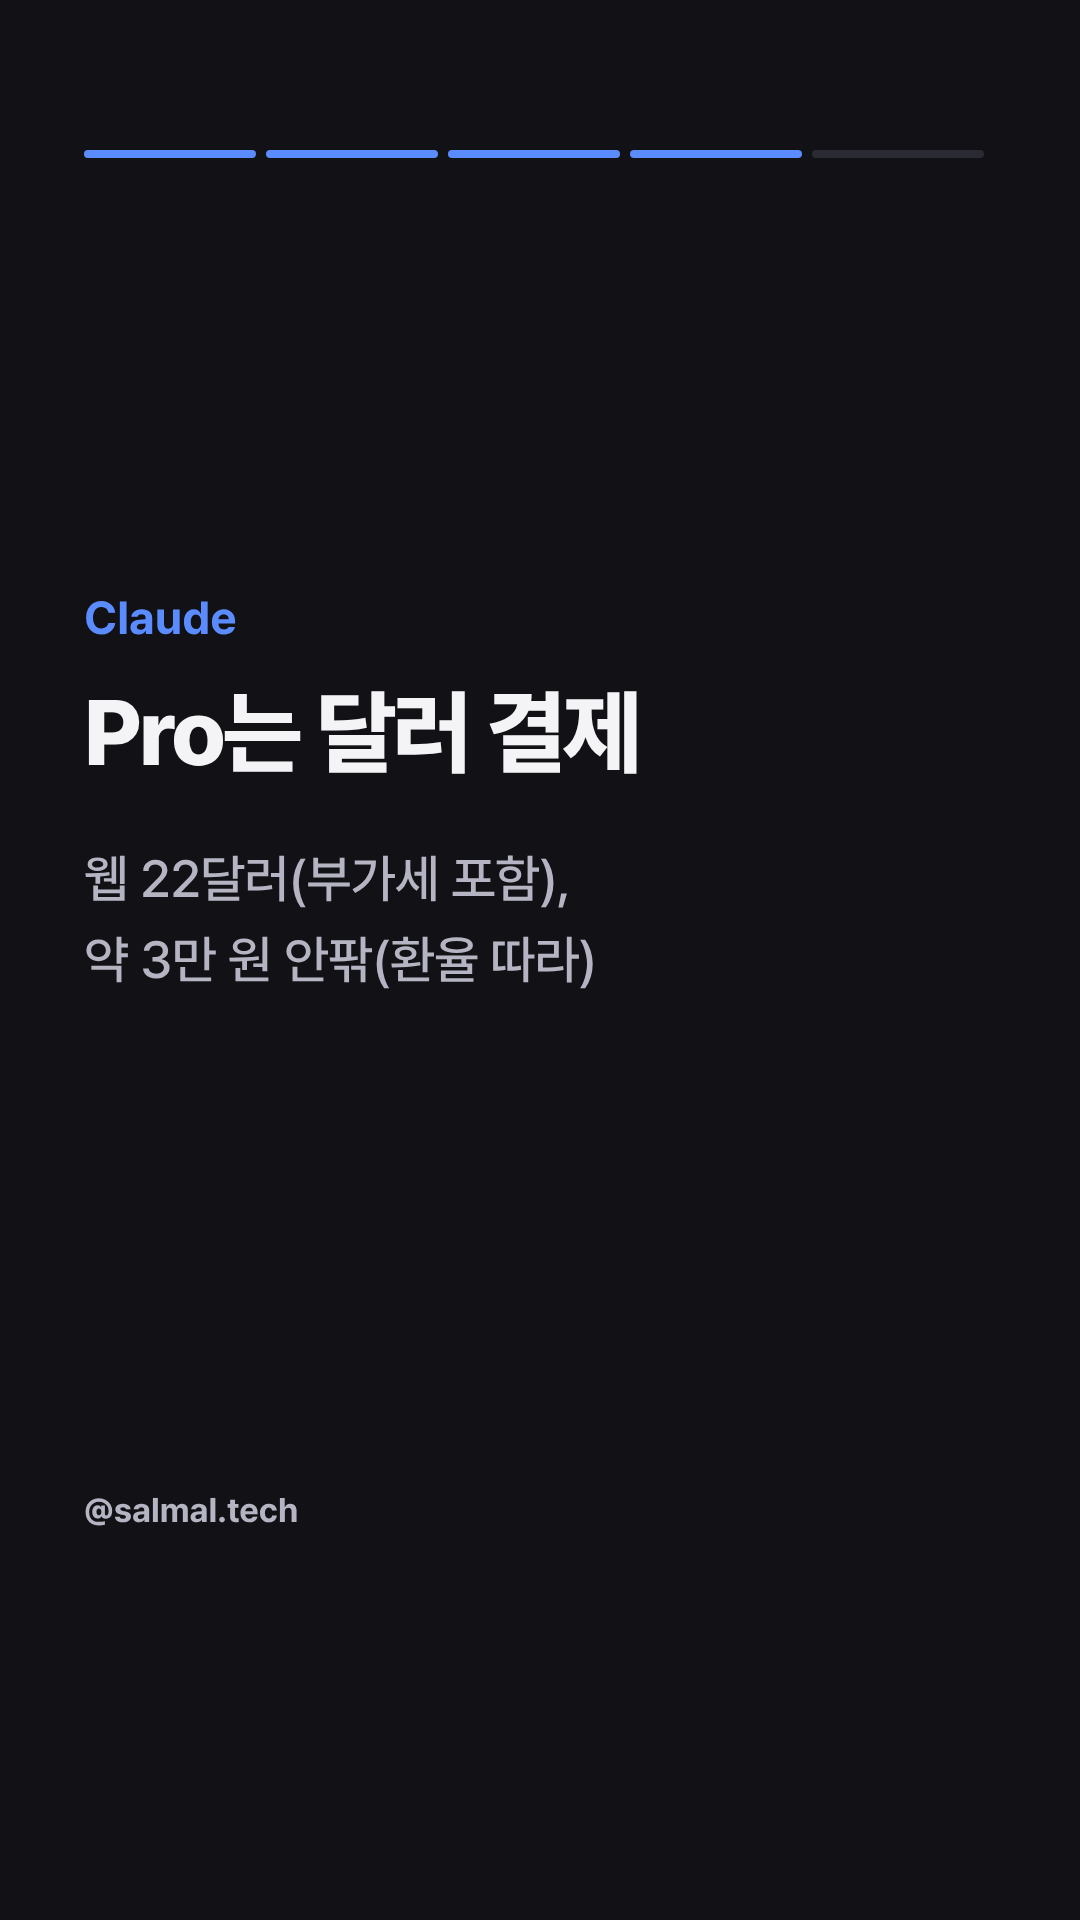 Claude
Pro는 달러 결제
웹 22달러(부가세 포함),
약 3만 원 안팎(환율 따라)
@salmal.tech